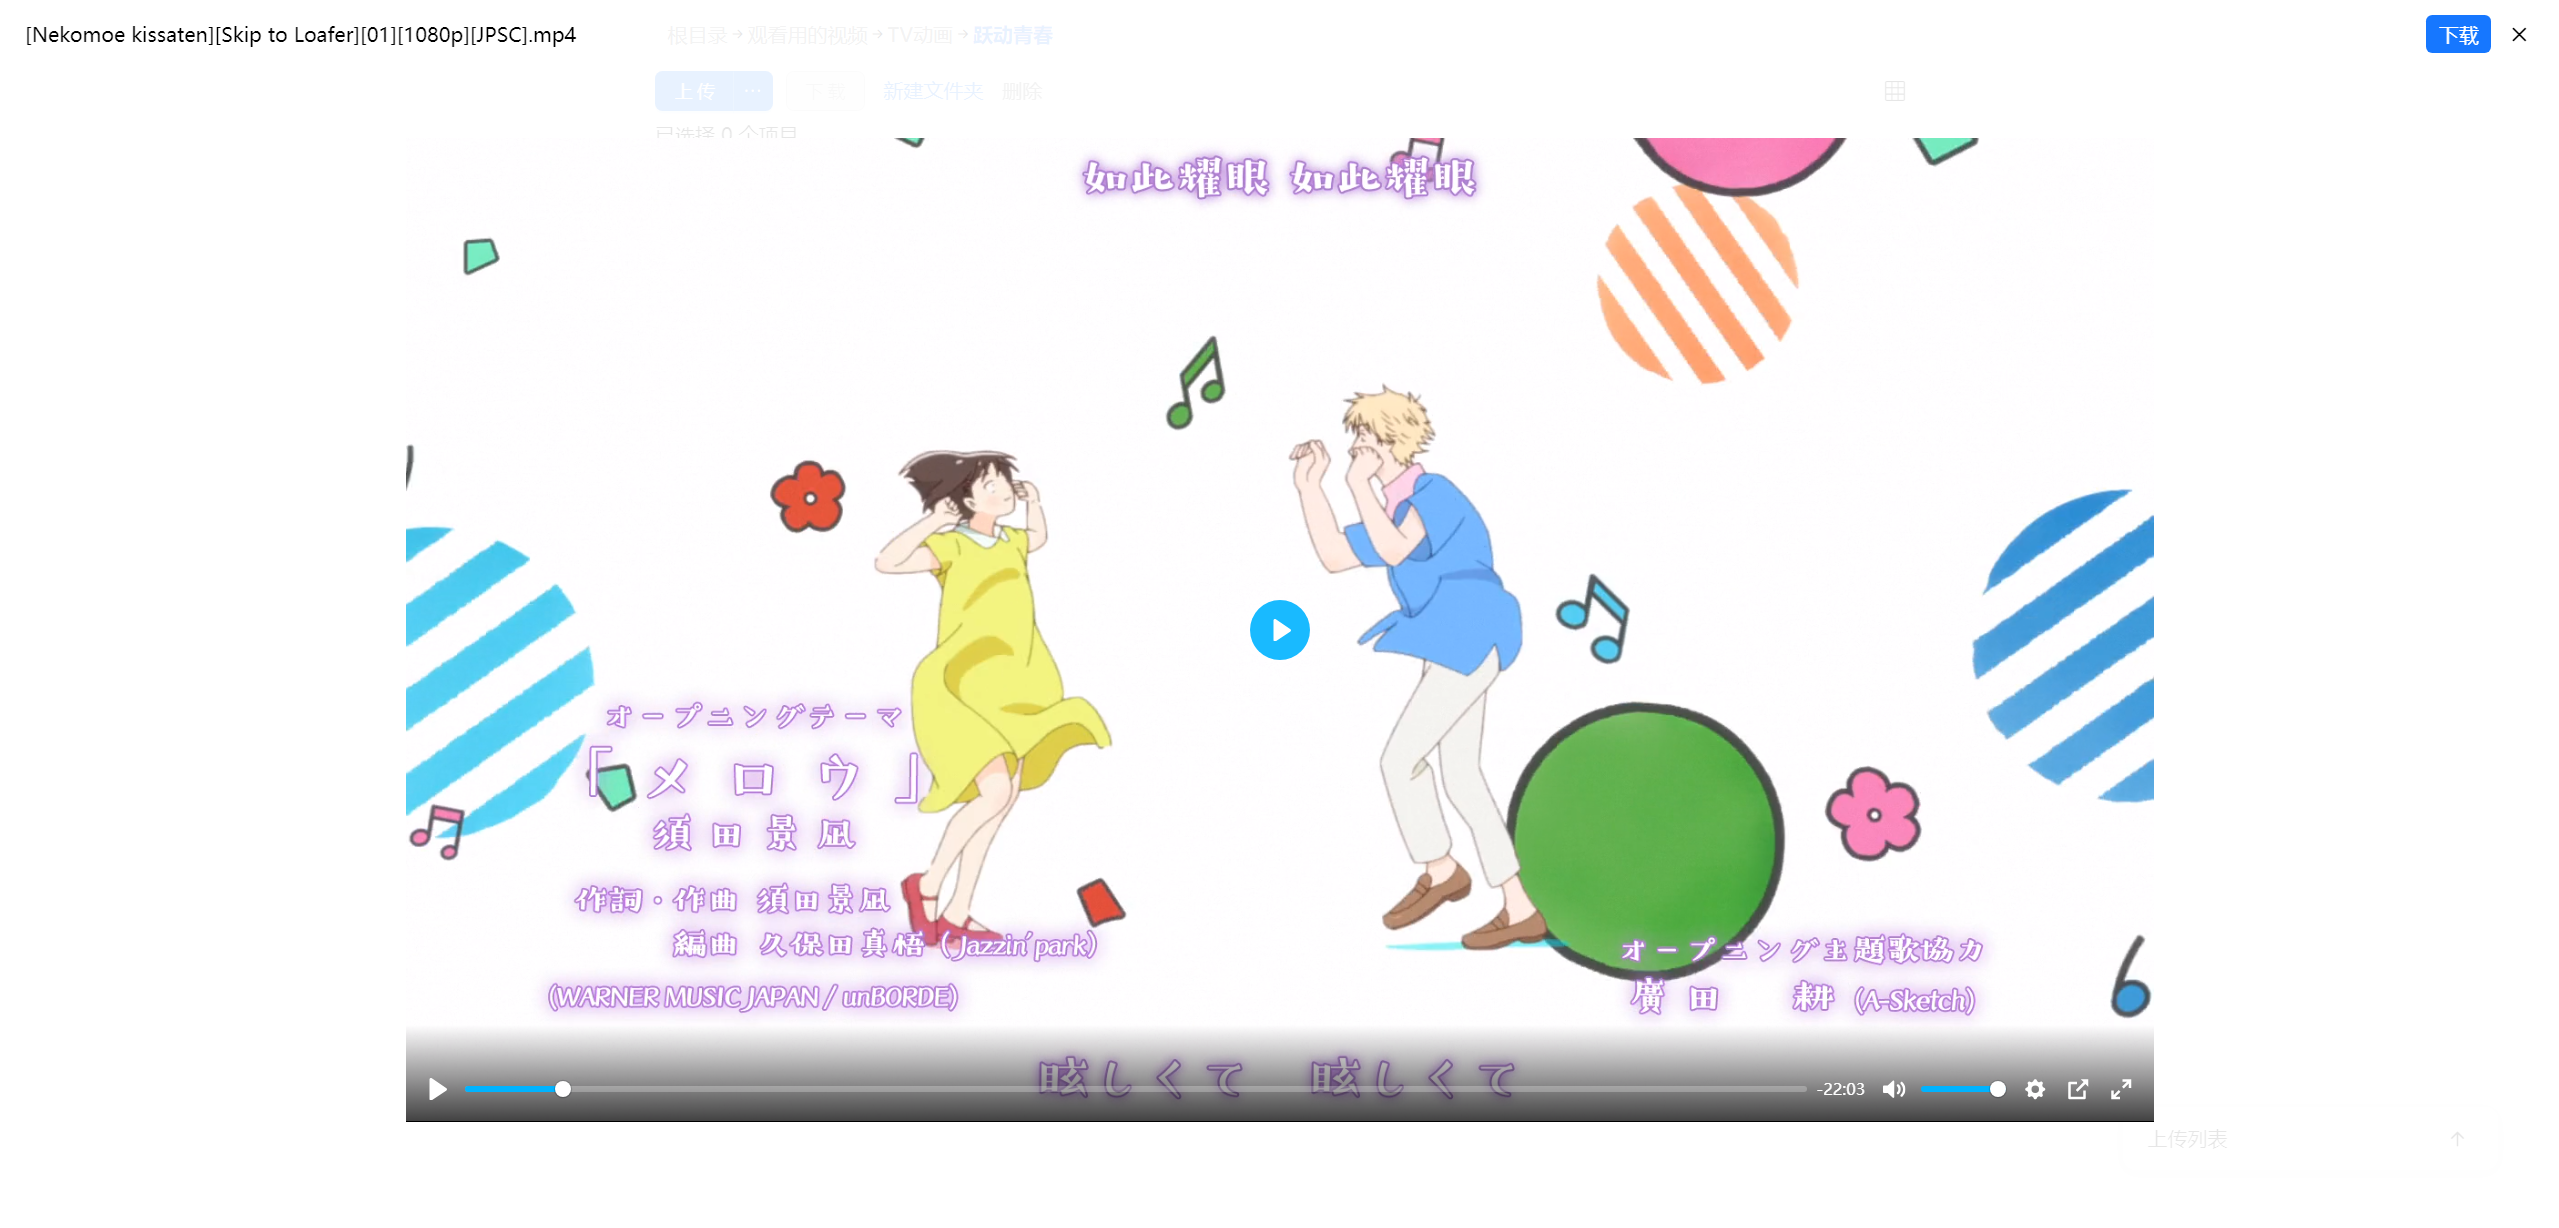 [Nekomoe kissaten][Skip to Loafer][01][1080p][JPSC].mp4
根目录→观看用的视频→TV动画→跃动青春
下载
上传 ··· 下载 新建文件夹 删除
已选择 0 个项目
如此耀眼 如此耀眼
オープニングテーマ
「メロウ」
須田景凪
作詞・作曲 須田景凪
編曲 久保田真悟（Jazzin'park）
(WARNER MUSIC JAPAN / unBORDE)
オープニング主題歌協力
廣田 耕 (A-Sketch)
眩しくて 眩しくて
-22:03
上传列表